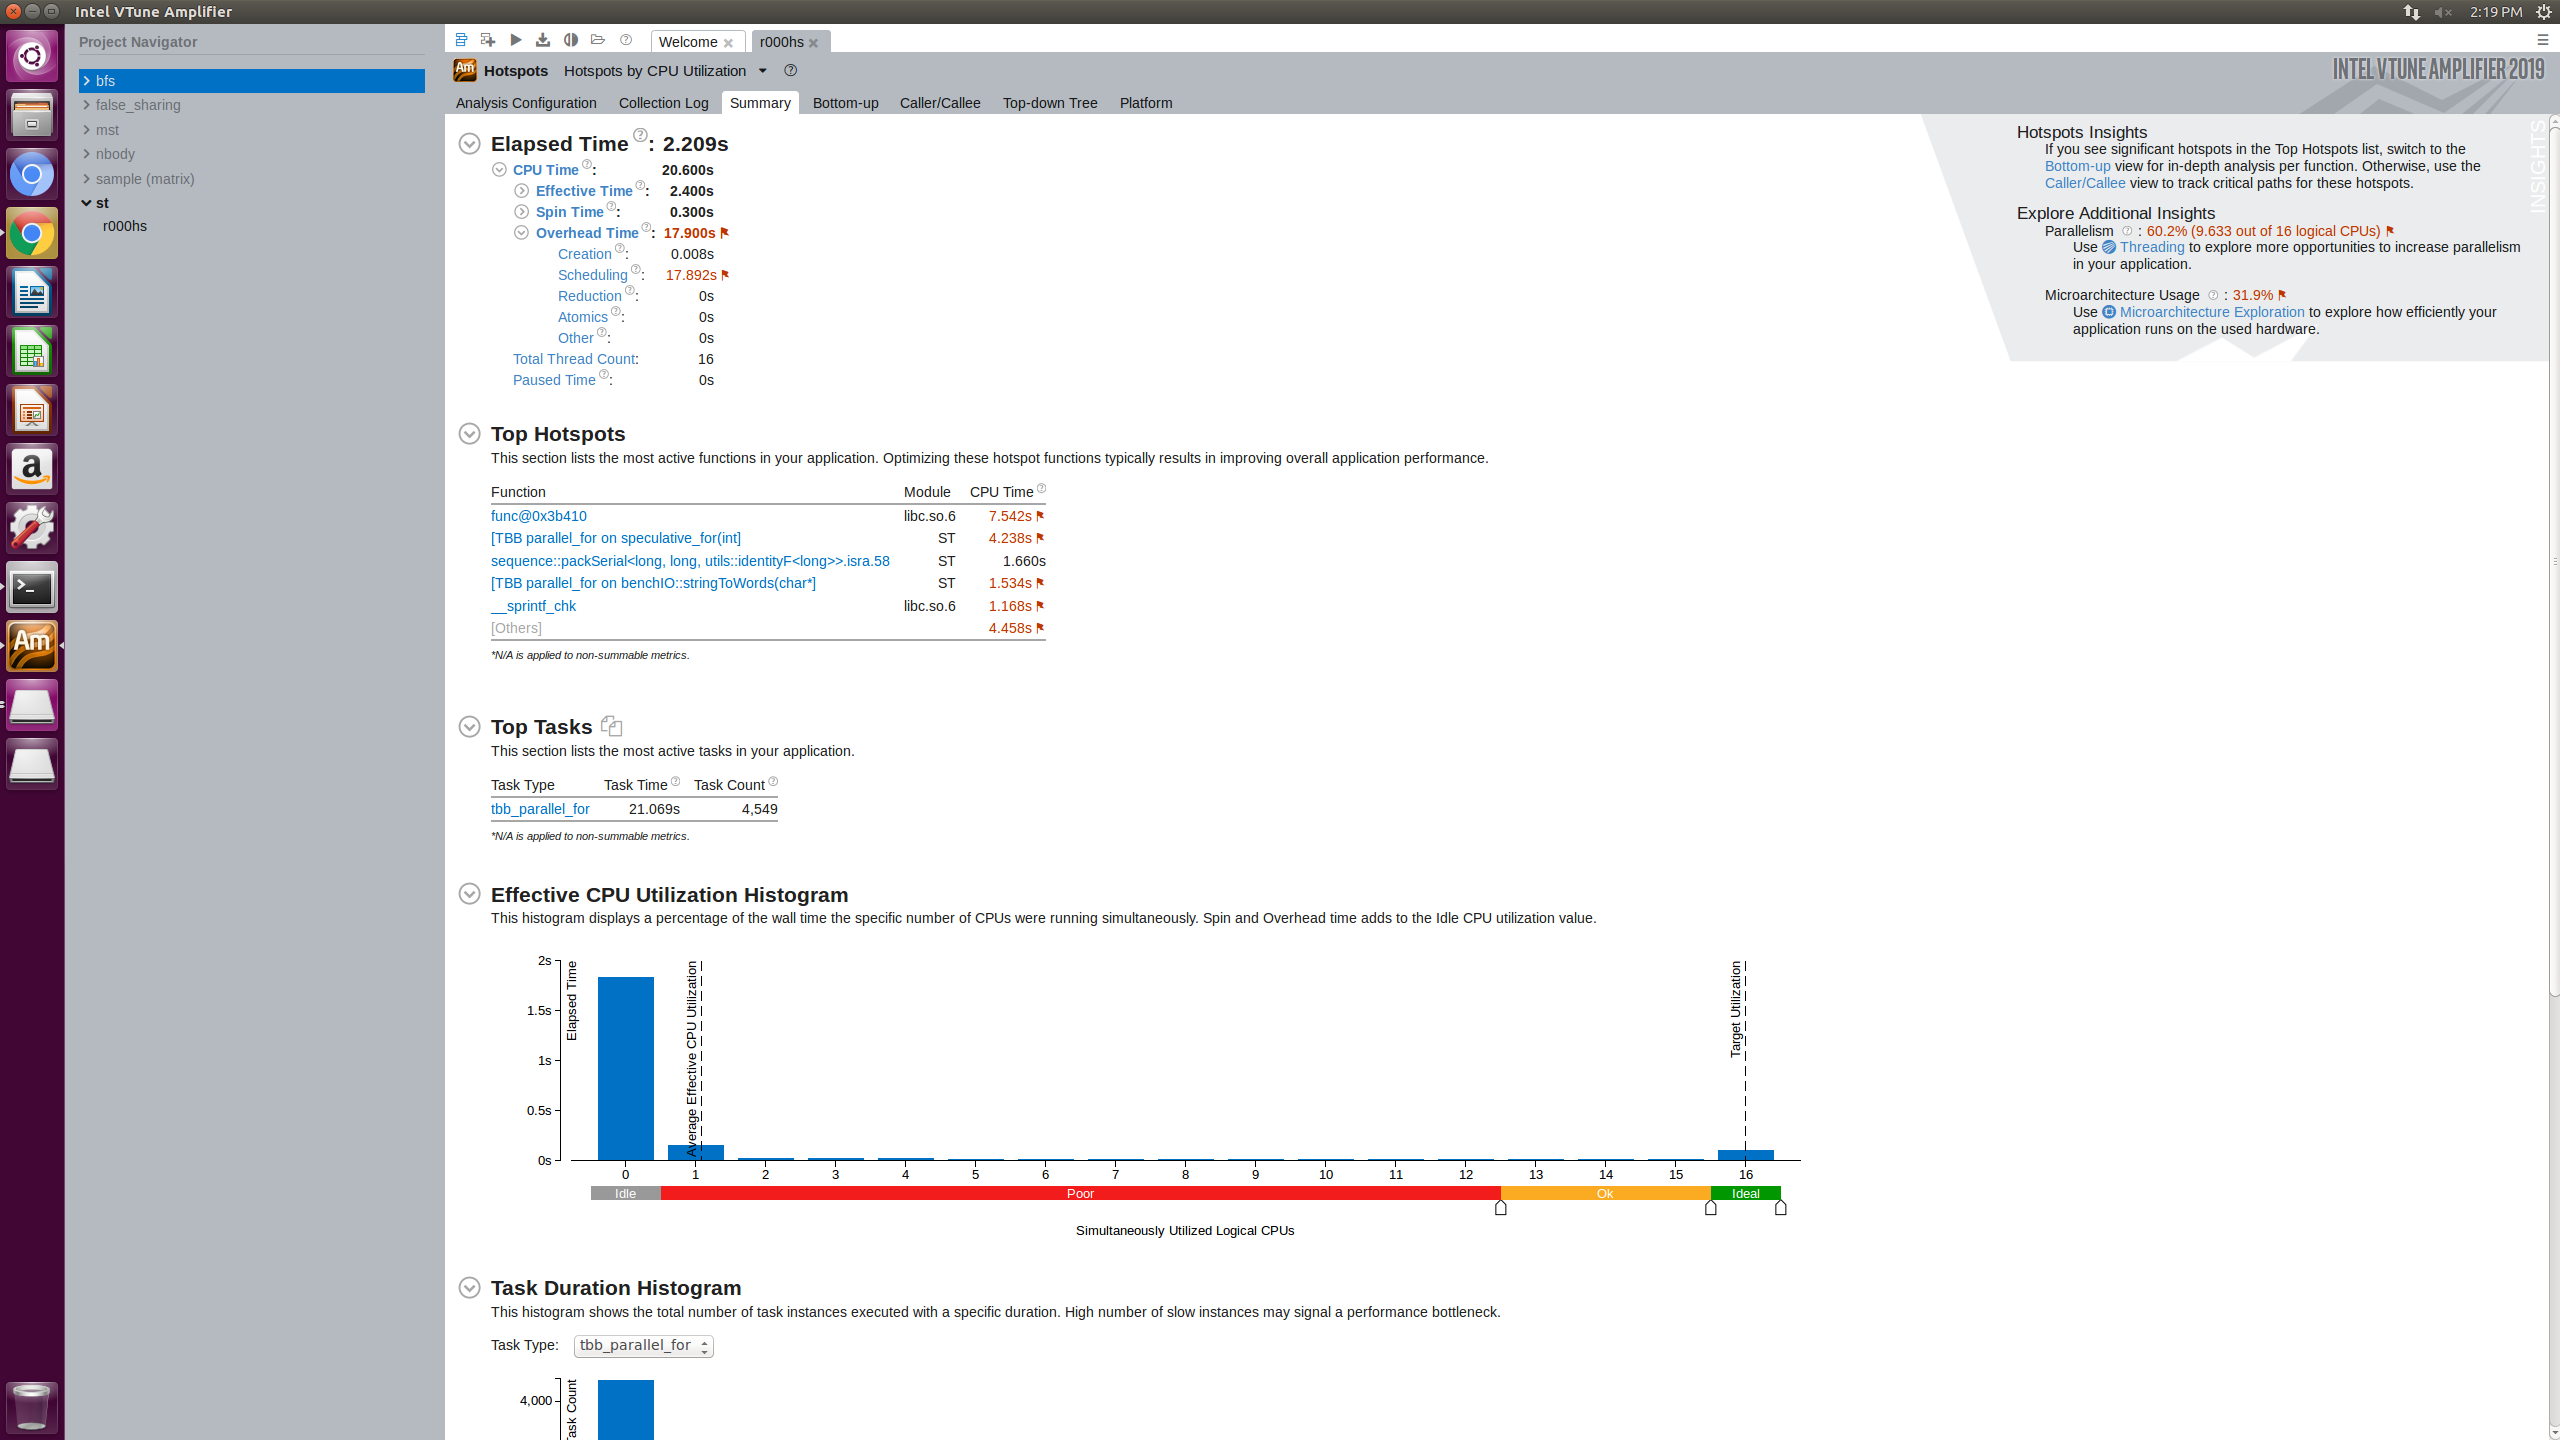 Intel VTune Amplifier
2:19 PM
Project Navigator
bfs
false_sharing
mst
nbody
sample (matrix)
st
r000hs
Welcome
r000hs
Am
Hotspots
Hotspots by CPU Utilization
INTEL VTUNE AMPLIFIER 2019
Analysis Configuration
Collection Log
Summary
Bottom-up
Caller/Callee
Top-down Tree
Platform
Elapsed Time : 2.209s
CPU Time : 20.600s
Effective Time : 2.400s
Spin Time : 0.300s
Overhead Time : 17.900s
Creation : 0.008s
Scheduling : 17.892s
Reduction : 0s
Atomics : 0s
Other : 0s
Total Thread Count: 16
Paused Time : 0s
INSIGHTS
Hotspots Insights
If you see significant hotspots in the Top Hotspots list, switch to the
Bottom-up view for in-depth analysis per function. Otherwise, use the
Caller/Callee view to track critical paths for these hotspots.
Explore Additional Insights
Parallelism : 60.2% (9.633 out of 16 logical CPUs)
Use Threading to explore more opportunities to increase parallelism
in your application.
Microarchitecture Usage : 31.9%
Use Microarchitecture Exploration to explore how efficiently your
application runs on the used hardware.
Top Hotspots
This section lists the most active functions in your application. Optimizing these hotspot functions typically results in improving overall application performance.
Function Module CPU Time
func@0x3b410 libc.so.6 7.542s
[TBB parallel_for on speculative_for(int] ST 4.238s
sequence::packSerial<long, long, utils::identityF<long>>.isra.58 ST 1.660s
[TBB parallel_for on benchIO::stringToWords(char*] ST 1.534s
__sprintf_chk libc.so.6 1.168s
[Others] 4.458s
*N/A is applied to non-summable metrics.
Top Tasks
This section lists the most active tasks in your application.
Task Type Task Time Task Count
tbb_parallel_for 21.069s 4,549
*N/A is applied to non-summable metrics.
Effective CPU Utilization Histogram
This histogram displays a percentage of the wall time the specific number of CPUs were running simultaneously. Spin and Overhead time adds to the Idle CPU utilization value.
2s
1.5s
1s
0.5s
0s
Elapsed Time
Average Effective CPU Utilization
Target Utilization
0 1 2 3 4 5 6 7 8 9 10 11 12 13 14 15 16
Idle Poor Ok Ideal
Simultaneously Utilized Logical CPUs
Task Duration Histogram
This histogram shows the total number of task instances executed with a specific duration. High number of slow instances may signal a performance bottleneck.
Task Type: tbb_parallel_for
4,000
Task Count
Am
a